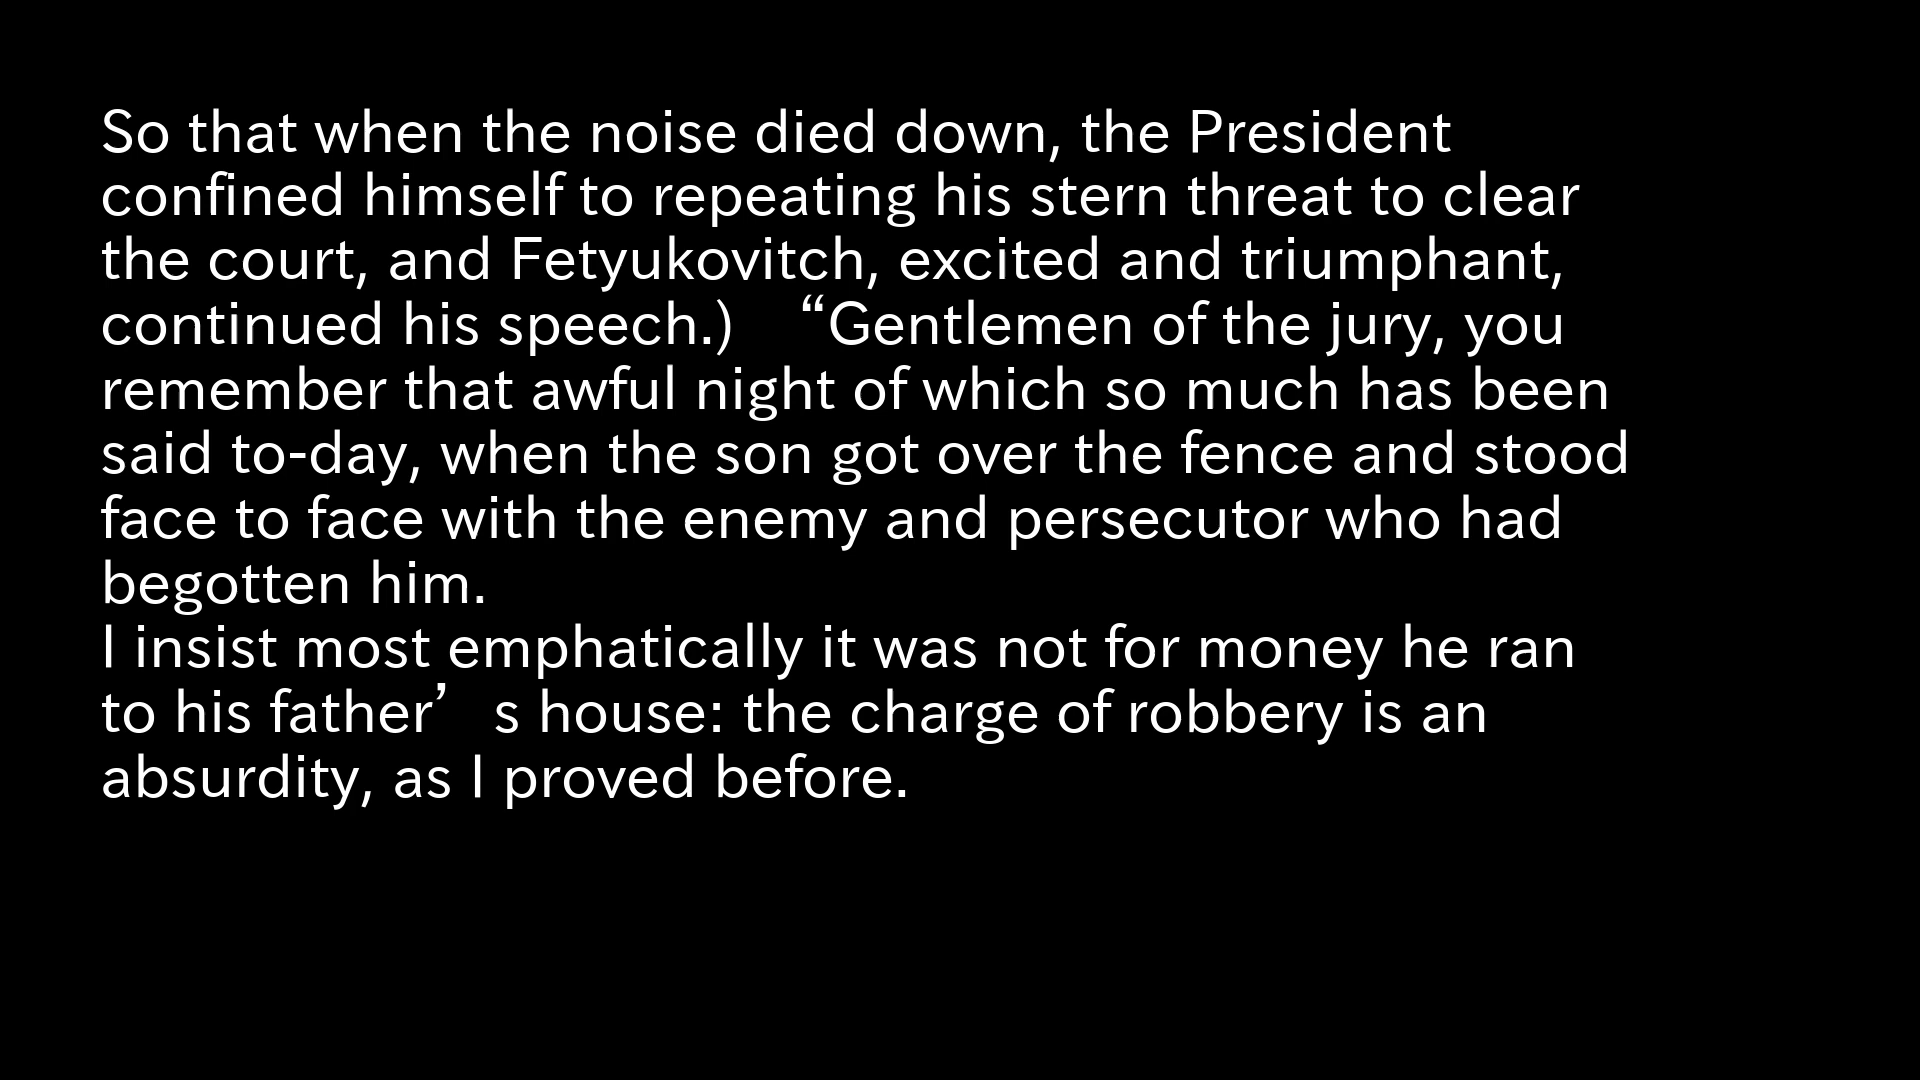 So that when the noise died down, the President
confined himself to repeating his stern threat to clear
the court, and Fetyukovitch, excited and triumphant,
continued his speech.) “Gentlemen of the jury, you
remember that awful night of which so much has been
said to-day, when the son got over the fence and stood
face to face with the enemy and persecutor who had
begotten him.
I insist most emphatically it was not for money he ran
to his father’s house: the charge of robbery is an
absurdity, as I proved before.